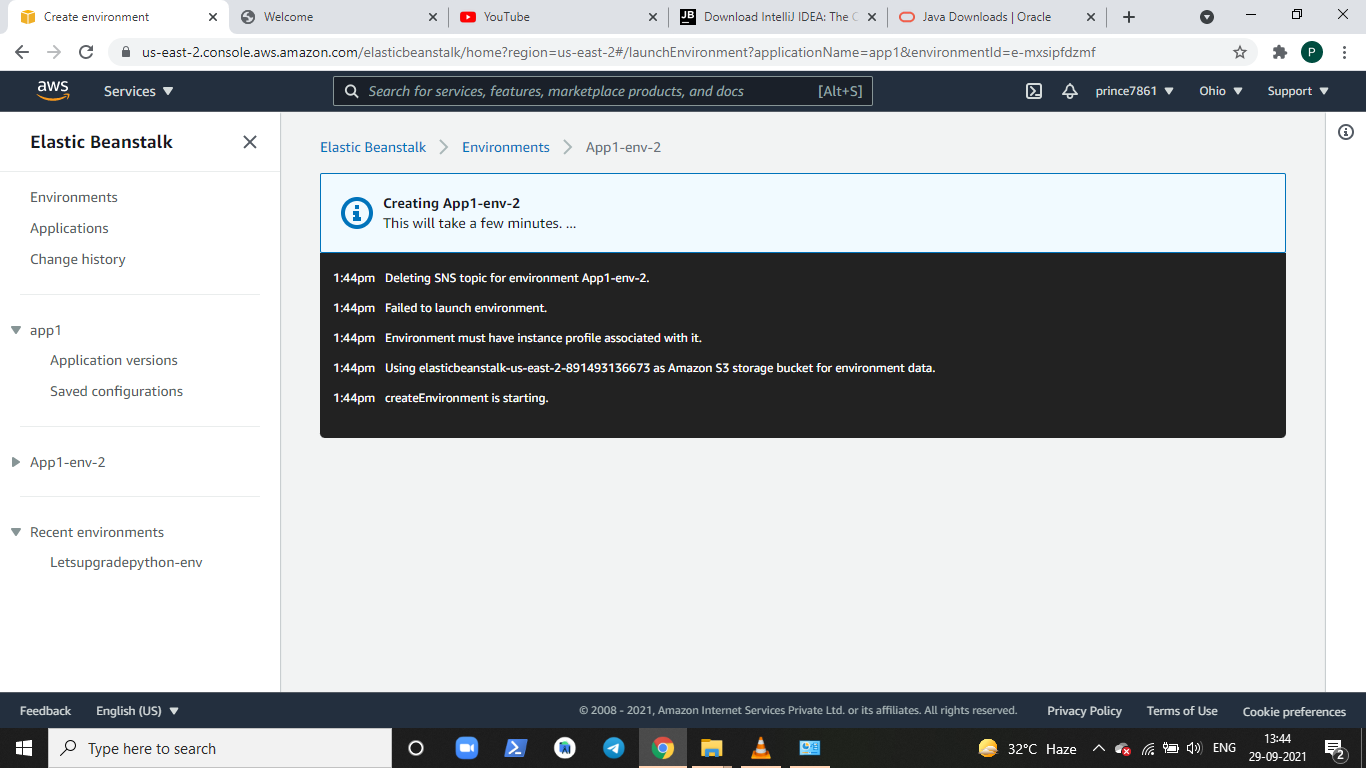 Create environment
Welcome
YouTube
Download IntelliJ IDEA: The C
Java Downloads | Oracle
us-east-2.console.aws.amazon.com/elasticbeanstalk/home?region=us-east-2#/launchEnvironment?applicationName=app1&environmentId=e-mxsipfdzmf
P
aws
Services
Search for services, features, marketplace products, and docs
[Alt+S]
prince7861
Ohio
Support
Elastic Beanstalk
Environments
Applications
Change history
app1
Application versions
Saved configurations
App1-env-2
Recent environments
Letsupgradepython-env
Elastic Beanstalk
Environments
App1-env-2
Creating App1-env-2
This will take a few minutes. ...
1:44pm Deleting SNS topic for environment App1-env-2.
1:44pm Failed to launch environment.
1:44pm Environment must have instance profile associated with it.
1:44pm Using elasticbeanstalk-us-east-2-891493136673 as Amazon S3 storage bucket for environment data.
1:44pm createEnvironment is starting.
Feedback
English (US)
© 2008 - 2021, Amazon Internet Services Private Ltd. or its affiliates. All rights reserved.
Privacy Policy
Terms of Use
Cookie preferences
Type here to search
32°C Haze
ENG
13:44
29-09-2021
2